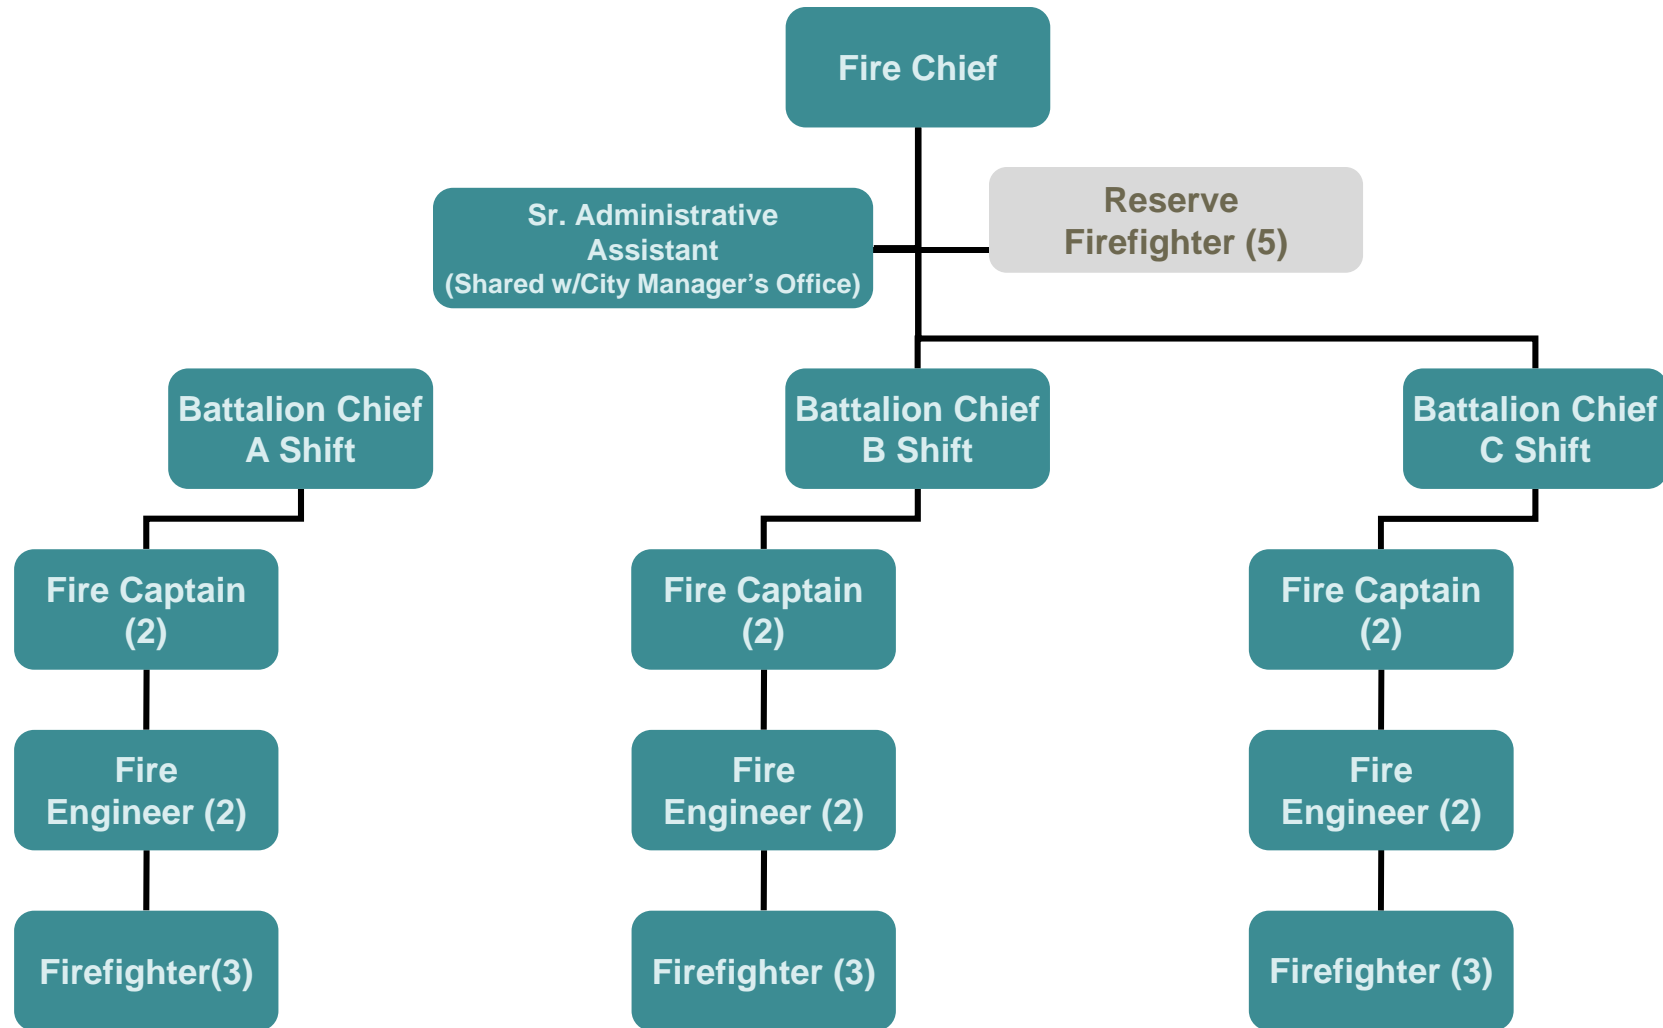 Fire Chief
Sr. Administrative
Assistant
(Shared w/City Manager’s Office)
Reserve
Firefighter (5)
Battalion Chief
A Shift
Battalion Chief
B Shift
Battalion Chief
C Shift
Fire Captain
(2)
Fire Captain
(2)
Fire Captain
(2)
Fire
Engineer (2)
Fire
Engineer (2)
Fire
Engineer (2)
Firefighter(3)
Firefighter (3)
Firefighter (3)